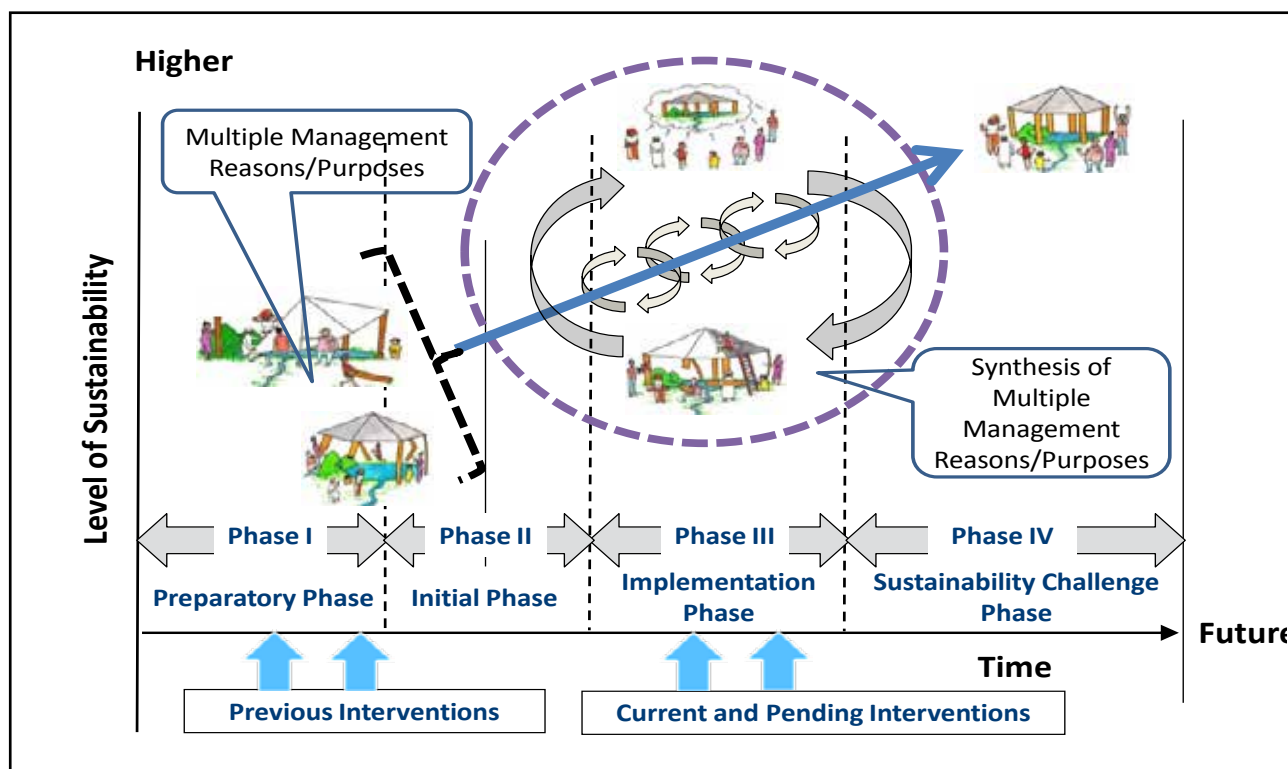 Higher
Multiple Management
Reasons/Purposes
Level of Sustainability
Synthesis of
Multiple
Management
Reasons/Purposes
Phase I
Phase II
Phase III
Phase IV
Preparatory Phase
Initial Phase
Implementation
Phase
Sustainability Challenge
Phase
Future
Time
Previous Interventions
Current and Pending Interventions